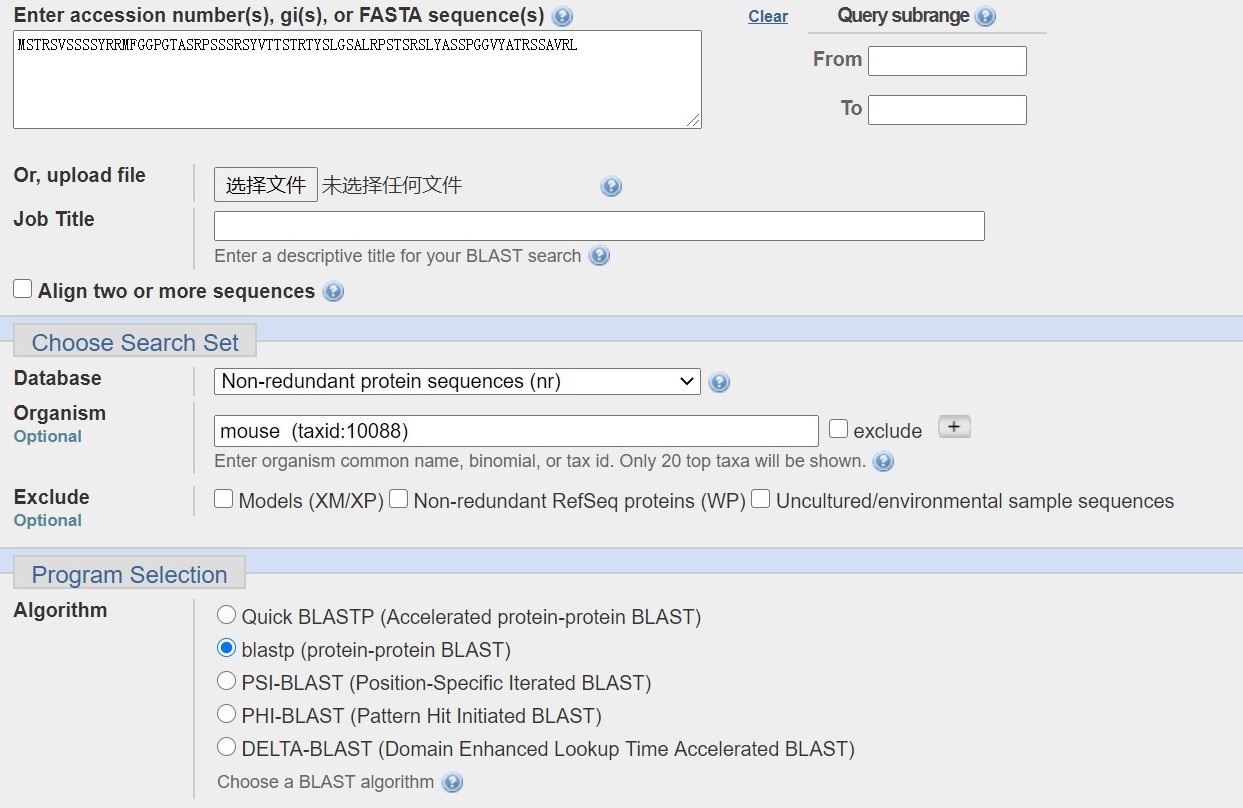 Enter accession number(s), gi(s), or FASTA sequence(s) Clear Query subrange
MSTRSVSSSSYRRMFGGPGTASRPSSSRSYVTTSTRTYSLGSALRPSTSRSLYASSPGGVYATRSSAVRL
From
To
Or, upload file 选择文件 未选择任何文件
Job Title
Enter a descriptive title for your BLAST search
Align two or more sequences
Choose Search Set
Database Non-redundant protein sequences (nr)
Organism
Optional
mouse (taxid:10088) exclude +
Enter organism common name, binomial, or tax id. Only 20 top taxa will be shown.
Exclude
Optional
Models (XM/XP) Non-redundant RefSeq proteins (WP) Uncultured/environmental sample sequences
Program Selection
Algorithm
Quick BLASTP (Accelerated protein-protein BLAST)
blastp (protein-protein BLAST)
PSI-BLAST (Position-Specific Iterated BLAST)
PHI-BLAST (Pattern Hit Initiated BLAST)
DELTA-BLAST (Domain Enhanced Lookup Time Accelerated BLAST)
Choose a BLAST algorithm